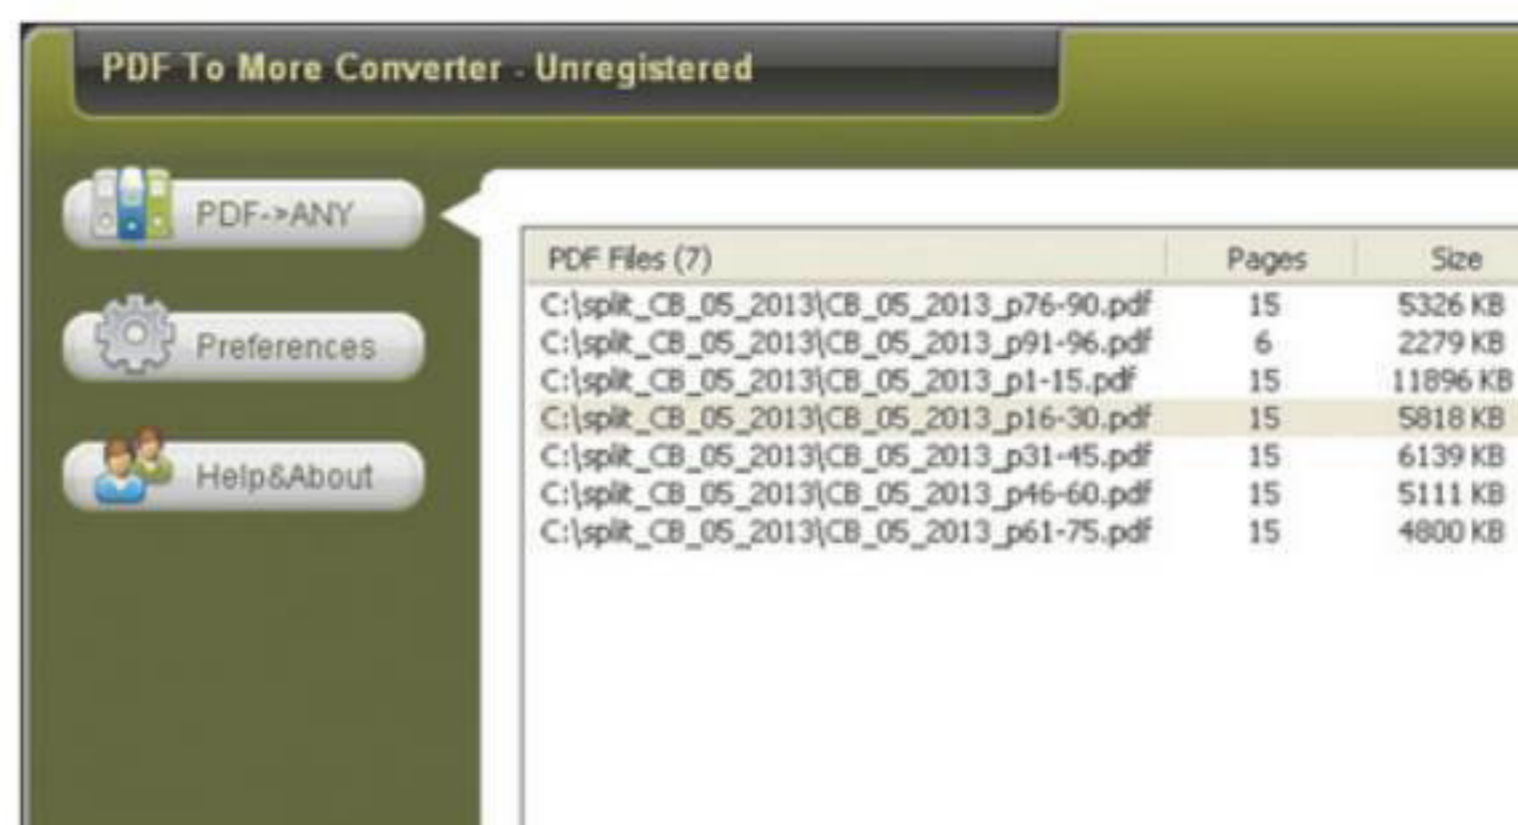 PDF To More Converter - Unregistered
PDF->ANY
Preferences
Help&About
PDF Files (7) Pages Size
C:\split_CB_05_2013\CB_05_2013_p76-90.pdf 15 5326 KB
C:\split_CB_05_2013\CB_05_2013_p91-96.pdf 6 2279 KB
C:\split_CB_05_2013\CB_05_2013_p1-15.pdf 15 11896 KB
C:\split_CB_05_2013\CB_05_2013_p16-30.pdf 15 5818 KB
C:\split_CB_05_2013\CB_05_2013_p31-45.pdf 15 6139 KB
C:\split_CB_05_2013\CB_05_2013_p46-60.pdf 15 5111 KB
C:\split_CB_05_2013\CB_05_2013_p61-75.pdf 15 4800 KB